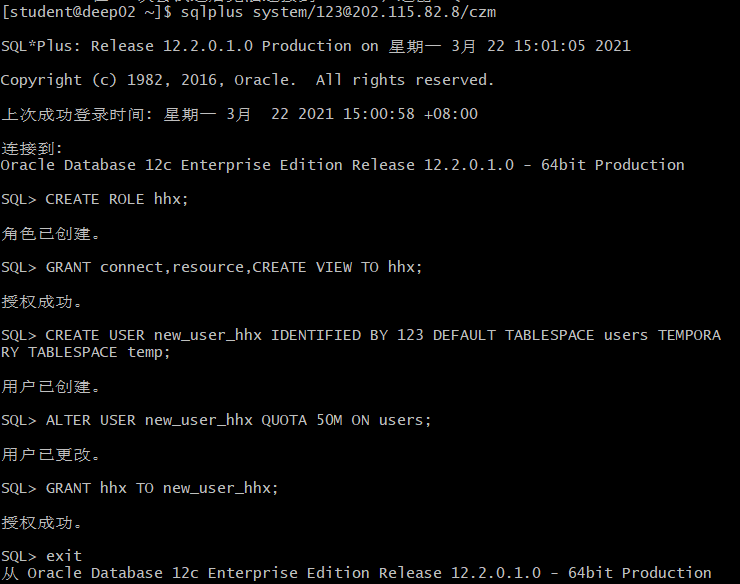 [student@deep02 ~]$ sqlplus system/123@202.115.82.8/czm
SQL*Plus: Release 12.2.0.1.0 Production on 星期一 3月 22 15:01:05 2021
Copyright (c) 1982, 2016, Oracle.  All rights reserved.
上次成功登录时间: 星期一 3月  22 2021 15:00:58 +08:00
连接到:
Oracle Database 12c Enterprise Edition Release 12.2.0.1.0 - 64bit Production
SQL> CREATE ROLE hhx;
角色已创建。
SQL> GRANT connect,resource,CREATE VIEW TO hhx;
授权成功。
SQL> CREATE USER new_user_hhx IDENTIFIED BY 123 DEFAULT TABLESPACE users TEMPORA
RY TABLESPACE temp;
用户已创建。
SQL> ALTER USER new_user_hhx QUOTA 50M ON users;
用户已更改。
SQL> GRANT hhx TO new_user_hhx;
授权成功。
SQL> exit
从 Oracle Database 12c Enterprise Edition Release 12.2.0.1.0 - 64bit Production